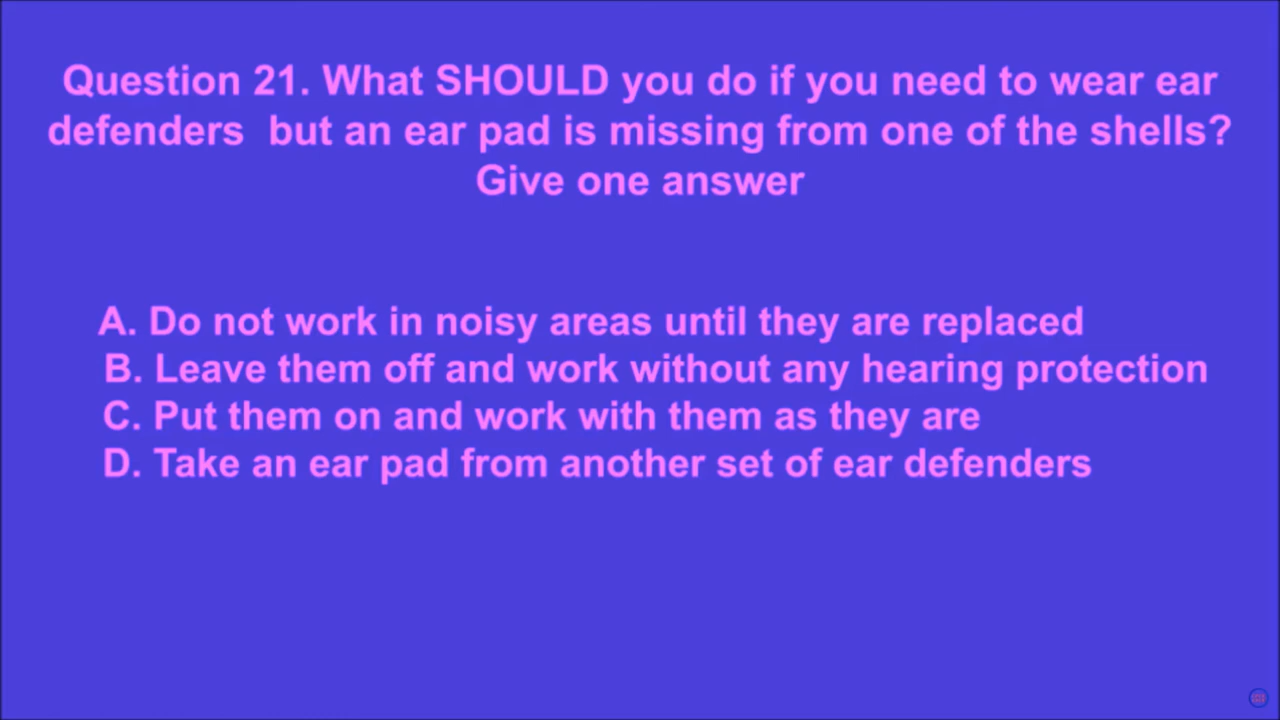 Question 21. What SHOULD you do if you need to wear ear
defenders  but an ear pad is missing from one of the shells?
Give one answer
A. Do not work in noisy areas until they are replaced
B. Leave them off and work without any hearing protection
C. Put them on and work with them as they are
D. Take an ear pad from another set of ear defenders